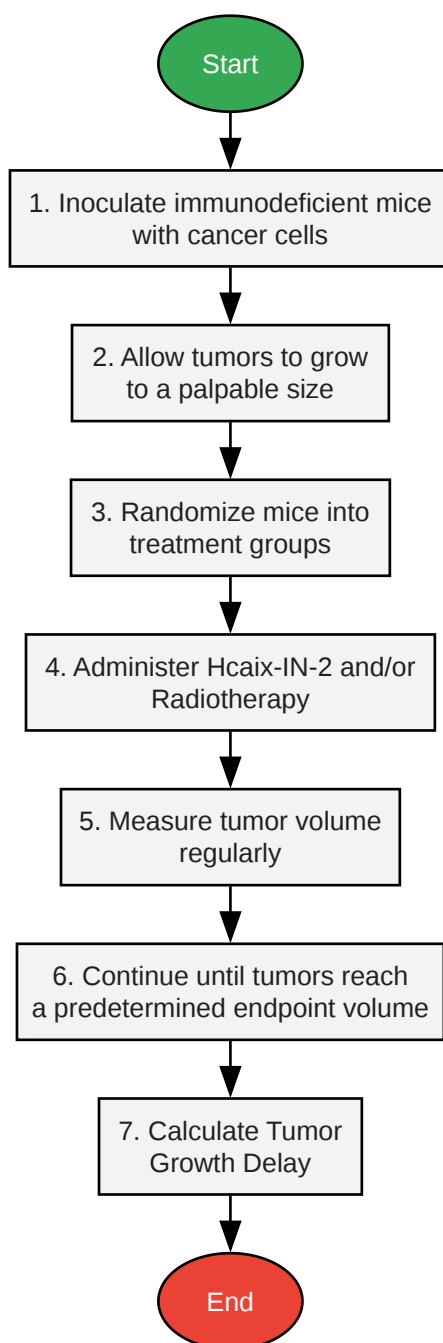 Start
1. Inoculate immunodeficient mice
with cancer cells
2. Allow tumors to grow
to a palpable size
3. Randomize mice into
treatment groups
4. Administer Hcaix-IN-2 and/or
Radiotherapy
5. Measure tumor volume
regularly
6. Continue until tumors reach
a predetermined endpoint volume
7. Calculate Tumor
Growth Delay
End